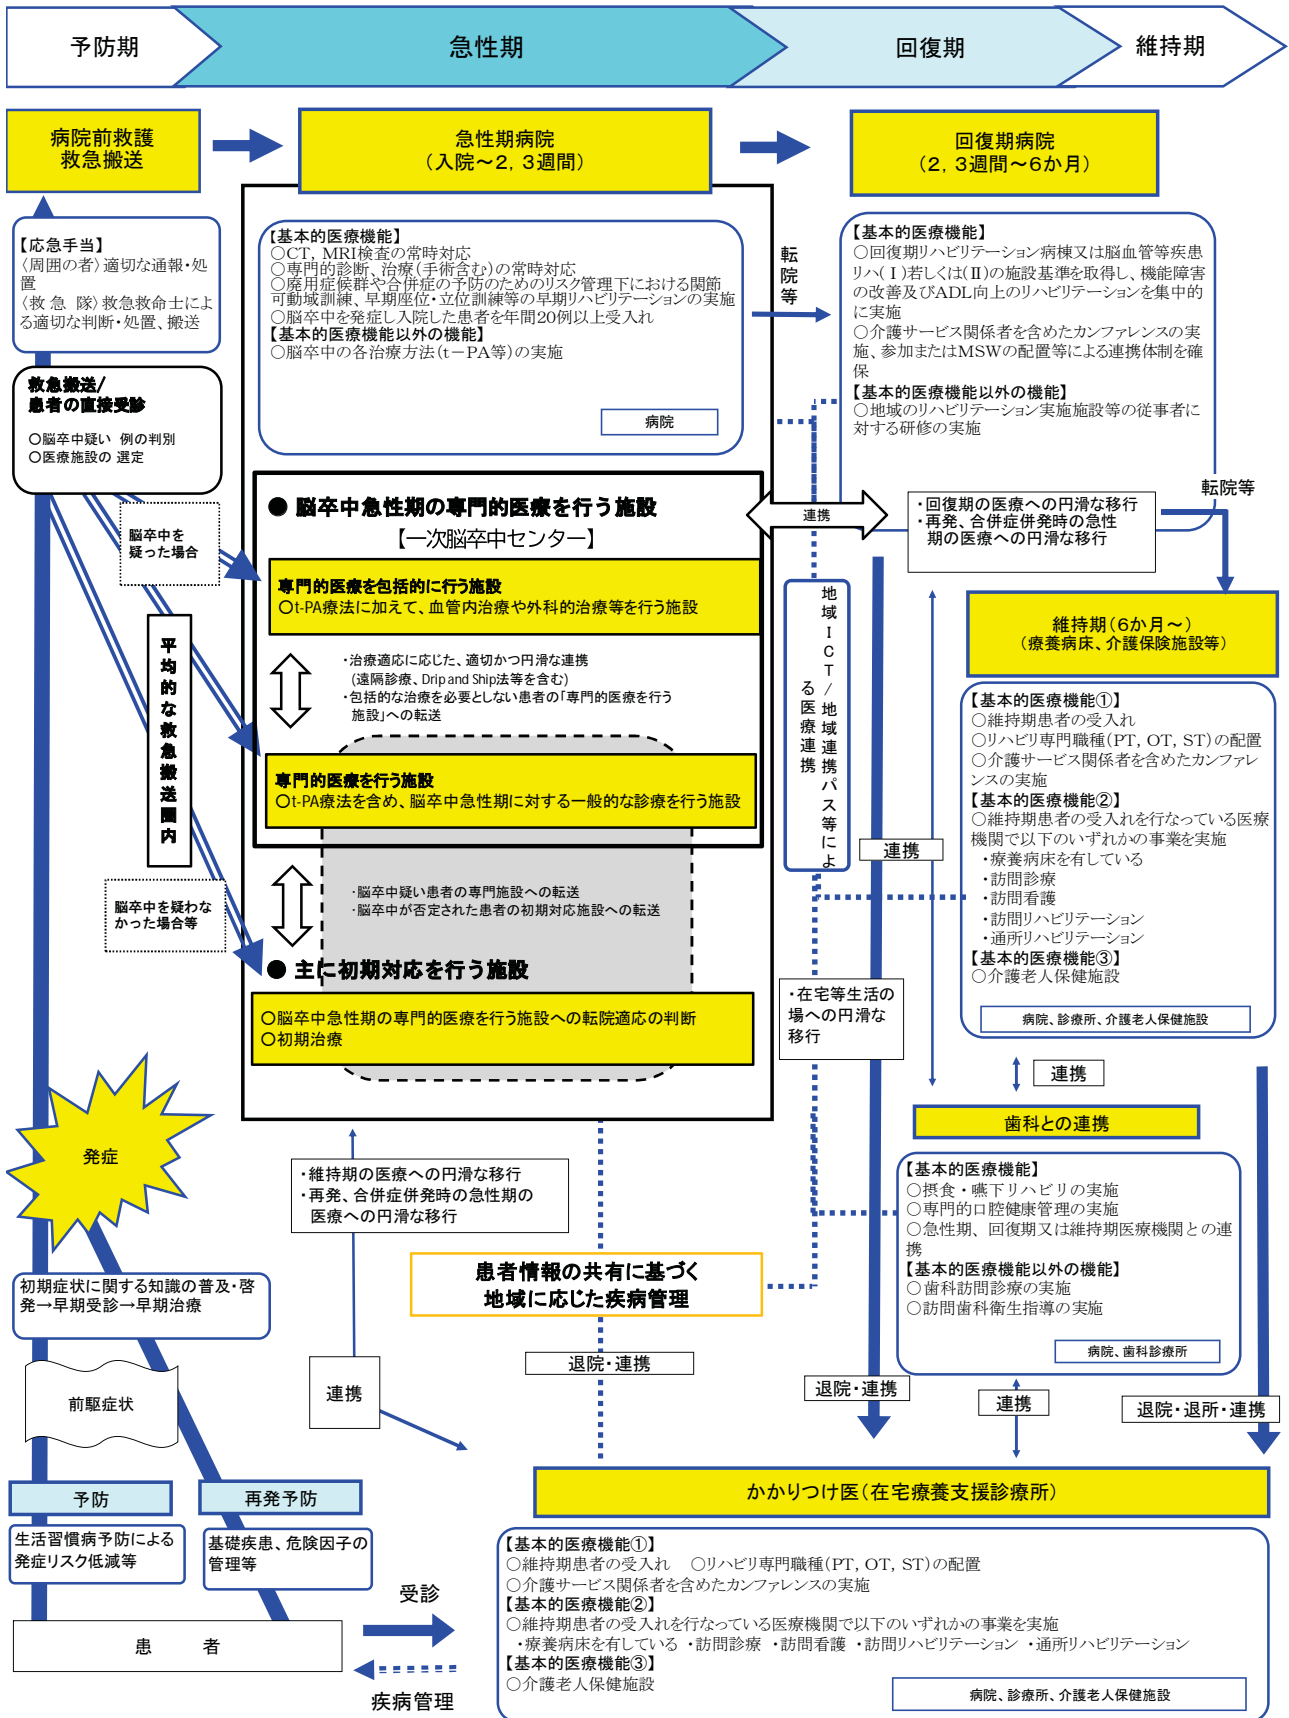 予防期
急性期
回復期
維持期
病院前救護
救急搬送
急性期病院
（入院～２，３週間）
回復期病院
（２，３週間～６か月）
【応急手当】
〈周囲の者〉適切な通報・処
置
〈救 急 隊〉救急救命士によ
る適切な判断・処置、搬送
【基本的医療機能】
○CT，MRI検査の常時対応
○専門的診断、治療（手術含む）の常時対応
○廃用症候群や合併症の予防のためのリスク管理下における関節
可動域訓練、早期座位・立位訓練等の早期リハビリテーションの実施
○脳卒中を発症し入院した患者を年間20例以上受入れ
【基本的医療機能以外の機能】
○脳卒中の各治療方法（t－PA等）の実施
病院
転院等
【基本的医療機能】
○回復期リハビリテーション病棟又は脳血管等疾患
リハ（Ⅰ）若しくは(Ⅱ)の施設基準を取得し、機能障害
の改善及びADL向上のリハビリテーションを集中的
に実施
○介護サービス関係者を含めたカンファレンスの実
施、参加またはMSWの配置等による連携体制を確
保
【基本的医療機能以外の機能】
○地域のリハビリテーション実施施設等の従事者に
対する研修の実施
救急搬送/
患者の直接受診
○脳卒中疑い 例の判別
○医療施設の 選定
脳卒中を
疑った場合
平均的な救急搬送圏内
脳卒中を疑わな
かった場合等
● 脳卒中急性期の専門的医療を行う施設
【一次脳卒中センター】
専門的医療を包括的に行う施設
○t-PA療法に加えて、血管内治療や外科的治療等を行う施設
・治療適応に応じた、適切かつ円滑な連携
(遠隔診療、Drip and Ship法等を含む)
・包括的な治療を必要としない患者の「専門的医療を行う
施設」への転送
専門的医療を行う施設
○t-PA療法を含め、脳卒中急性期に対する一般的な診療を行う施設
・脳卒中疑い患者の専門施設への転送
・脳卒中が否定された患者の初期対応施設への転送
● 主に初期対応を行う施設
○脳卒中急性期の専門的医療を行う施設への転院適応の判断
○初期治療
連携
・回復期の医療への円滑な移行
・再発、合併症併発時の急性
期の医療への円滑な移行
転院等
地域ICT/地域連携パス等によ
る医療連携
維持期（６か月～）
（療養病床、介護保険施設等）
【基本的医療機能①】
○維持期患者の受入れ
○リハビリ専門職種（PT，OT，ST）の配置
○介護サービス関係者を含めたカンファレ
ンスの実施
【基本的医療機能②】
○維持期患者の受入れを行なっている医療
機関で以下のいずれかの事業を実施
・療養病床を有している
・訪問診療
・訪問看護
・訪問リハビリテーション
・通所リハビリテーション
【基本的医療機能③】
○介護老人保健施設
病院、診療所、介護老人保健施設
連携
・在宅等生活の
場への円滑な
移行
連携
歯科との連携
【基本的医療機能】
○摂食・嚥下リハビリの実施
○専門的口腔健康管理の実施
○急性期、回復期又は維持期医療機関との連
携
【基本的医療機能以外の機能】
○歯科訪問診療の実施
○訪問歯科衛生指導の実施
病院、歯科診療所
発症
・維持期の医療への円滑な移行
・再発、合併症併発時の急性期の
医療への円滑な移行
患者情報の共有に基づく
地域に応じた疾病管理
初期症状に関する知識の普及・啓
発→早期受診→早期治療
前駆症状
連携
退院・連携
退院・連携
連携
退院・退所・連携
予防
再発予防
生活習慣病予防による
発症リスク低減等
基礎疾患、危険因子の
管理等
患 者
受診
疾病管理
かかりつけ医（在宅療養支援診療所）
【基本的医療機能①】
○維持期患者の受入れ ○リハビリ専門職種（PT，OT，ST）の配置
○介護サービス関係者を含めたカンファレンスの実施
【基本的医療機能②】
○維持期患者の受入れを行なっている医療機関で以下のいずれかの事業を実施
・療養病床を有している ・訪問診療 ・訪問看護 ・訪問リハビリテーション ・通所リハビリテーション
【基本的医療機能③】
○介護老人保健施設
病院、診療所、介護老人保健施設